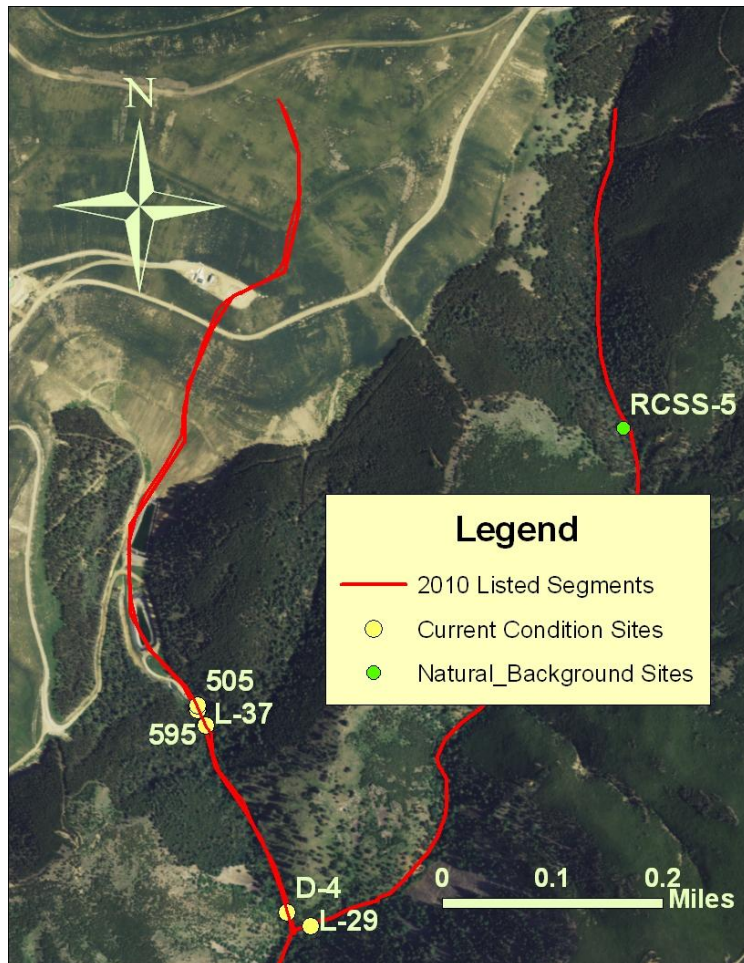 N
RCSS-5
Legend
2010 Listed Segments
Current Condition Sites
Natural_Background Sites
505
L-37
595
D-4
L-29
0 0.1 0.2
Miles